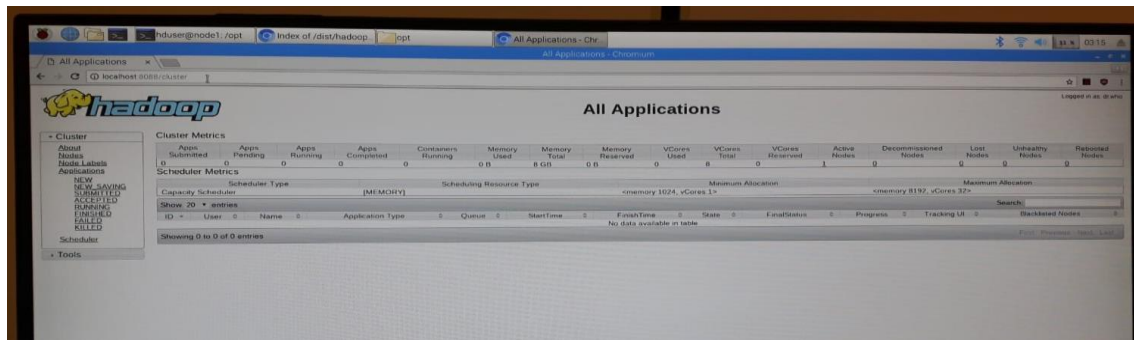 hduser@node1: /opt
Index of /dist/hadoop...
opt
All Applications - Chr...
03:15
All Applications - Chromium
All Applications
localhost:8088/cluster
hadoop
All Applications
Logged in as: dr.who
Cluster
About
Nodes
Node Labels
Applications
NEW
NEW_SAVING
SUBMITTED
ACCEPTED
RUNNING
FINISHED
FAILED
KILLED
Scheduler
Tools
Cluster Metrics
Apps Submitted Apps Pending Apps Running Apps Completed Containers Running Memory Used Memory Total Memory Reserved VCores Used VCores Total VCores Reserved Active Nodes Decommissioned Nodes Lost Nodes Unhealthy Nodes Rebooted Nodes
0 0 0 0 0 0 B 8 GB 0 B 0 8 0 1 0 0 0 0
Scheduler Metrics
Scheduler Type Scheduling Resource Type Minimum Allocation Maximum Allocation
Capacity Scheduler [MEMORY] <memory:1024, vCores:1> <memory:8192, vCores:32>
Show 20 entries Search:
ID User Name Application Type Queue StartTime FinishTime State FinalStatus Progress Tracking UI Blacklisted Nodes
No data available in table
Showing 0 to 0 of 0 entries First Previous Next Last